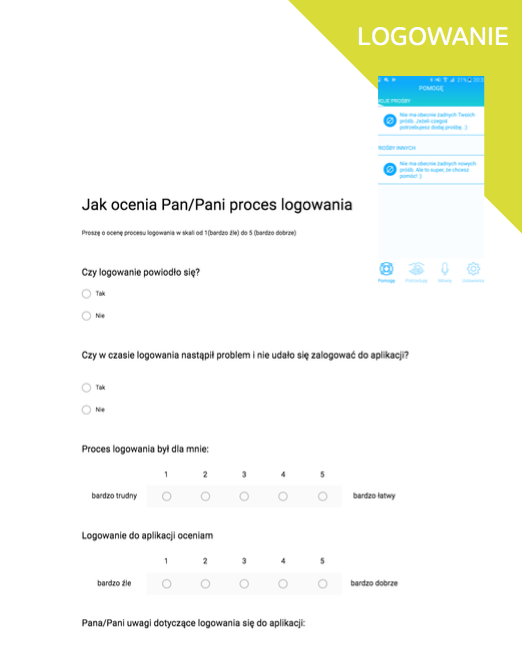 LOGOWANIE
POMOGĘ
PROŚBY
Nie ma obecnie żadnych Twoich
próśb. Jeżeli czegoś
potrzebujesz dodaj prośbę. :)
PROŚBY INNYCH
Nie ma obecnie żadnych nowych
próśb. Ale to super, że chcesz
pomóc! :)
Pomogę Potrzebuję Mówię Ustawienia
Jak ocenia Pan/Pani proces logowania
Proszę o ocenę procesu logowania w skali od 1(bardzo źle) do 5 (bardzo dobrze)
Czy logowanie powiodło się?
Tak
Nie
Czy w czasie logowania nastąpił problem i nie udało się zalogować do aplikacji?
Tak
Nie
Proces logowania był dla mnie:
1 2 3 4 5
bardzo trudny bardzo łatwy
Logowanie do aplikacji oceniam
1 2 3 4 5
bardzo źle bardzo dobrze
Pana/Pani uwagi dotyczące logowania się do aplikacji: